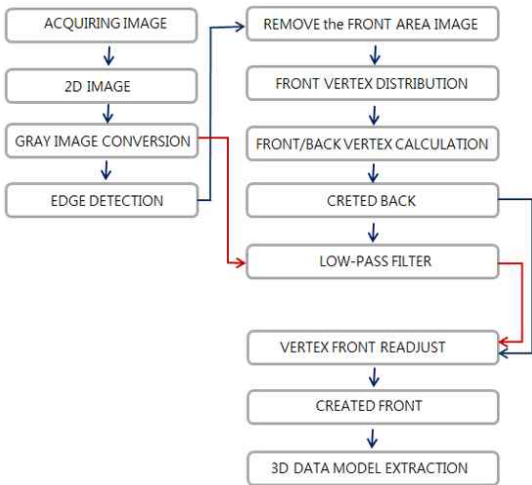 ACQUIRING IMAGE
2D IMAGE
GRAY IMAGE CONVERSION
EDGE DETECTION
REMOVE the FRONT AREA IMAGE
FRONT VERTEX DISTRIBUTION
FRONT/BACK VERTEX CALCULATION
CRETED BACK
LOW-PASS FILTER
VERTEX FRONT READJUST
CREATED FRONT
3D DATA MODEL EXTRACTION